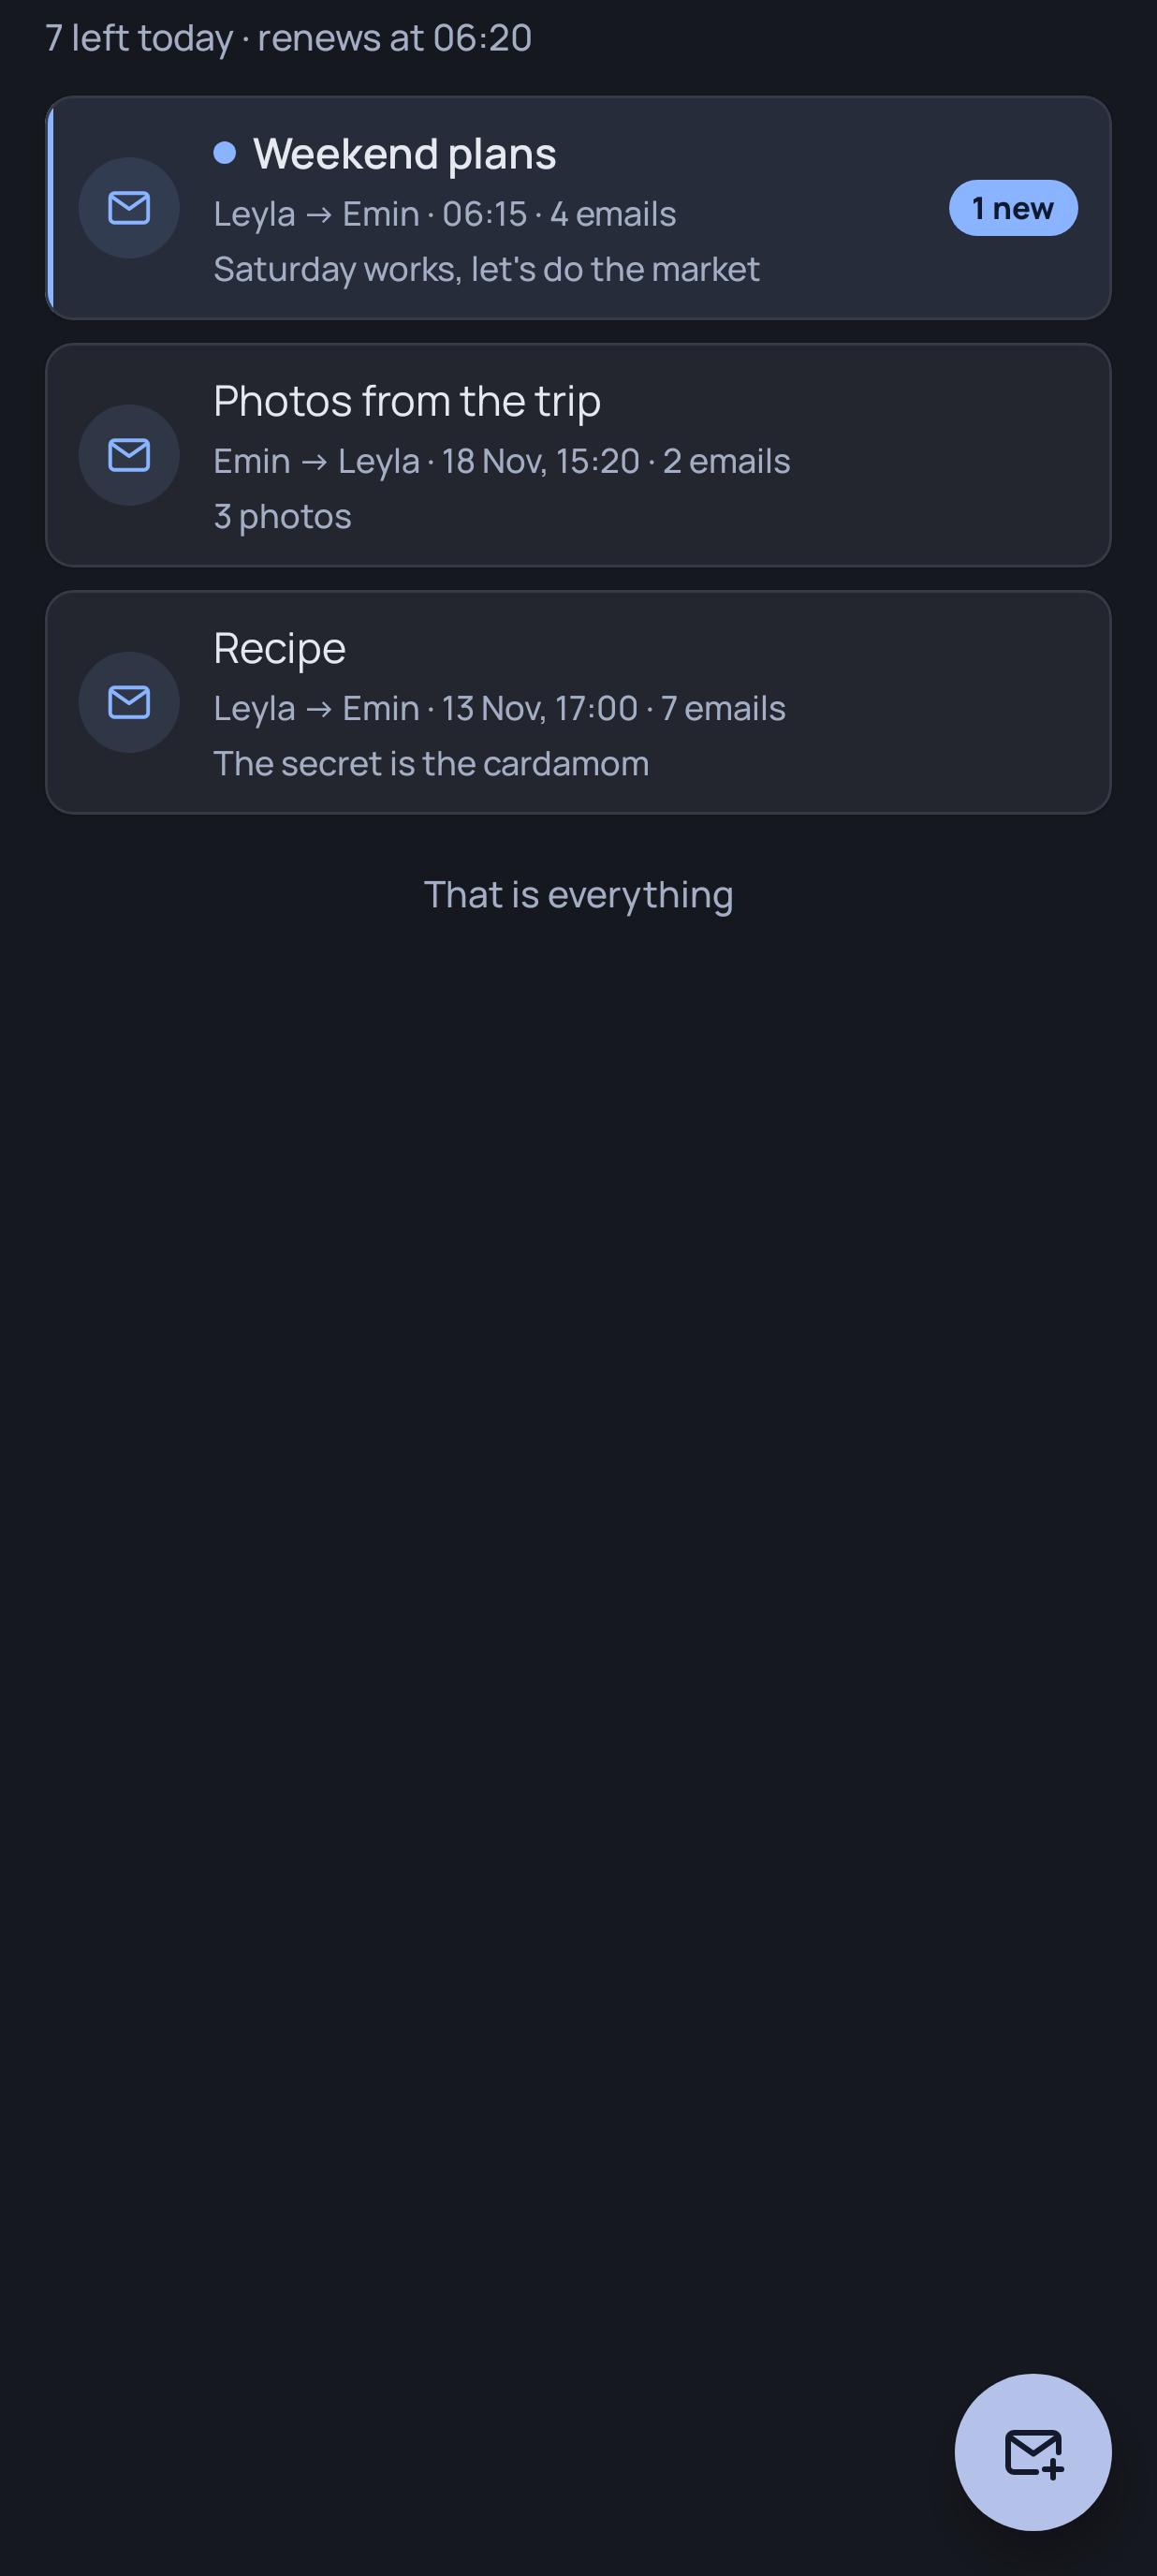 7 left today · renews at 06:20
Weekend plans
Leyla → Emin · 06:15 · 4 emails
1 new
Saturday works, let's do the market
Photos from the trip
Emin → Leyla · 18 Nov, 15:20 · 2 emails
3 photos
Recipe
Leyla → Emin · 13 Nov, 17:00 · 7 emails
The secret is the cardamom
That is everything